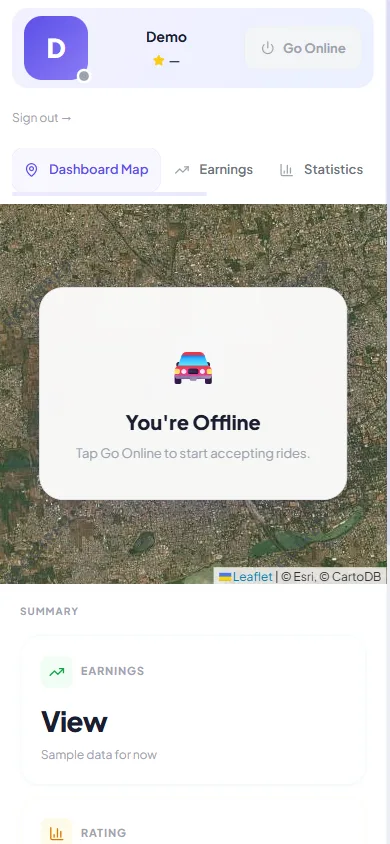 D
Demo
⭐ —
Go Online
Sign out →
Dashboard Map
Earnings
Statistics
You're Offline
Tap Go Online to start accepting rides.
Leaflet | © Esri, © CartoDB
SUMMARY
EARNINGS
View
Sample data for now
RATING